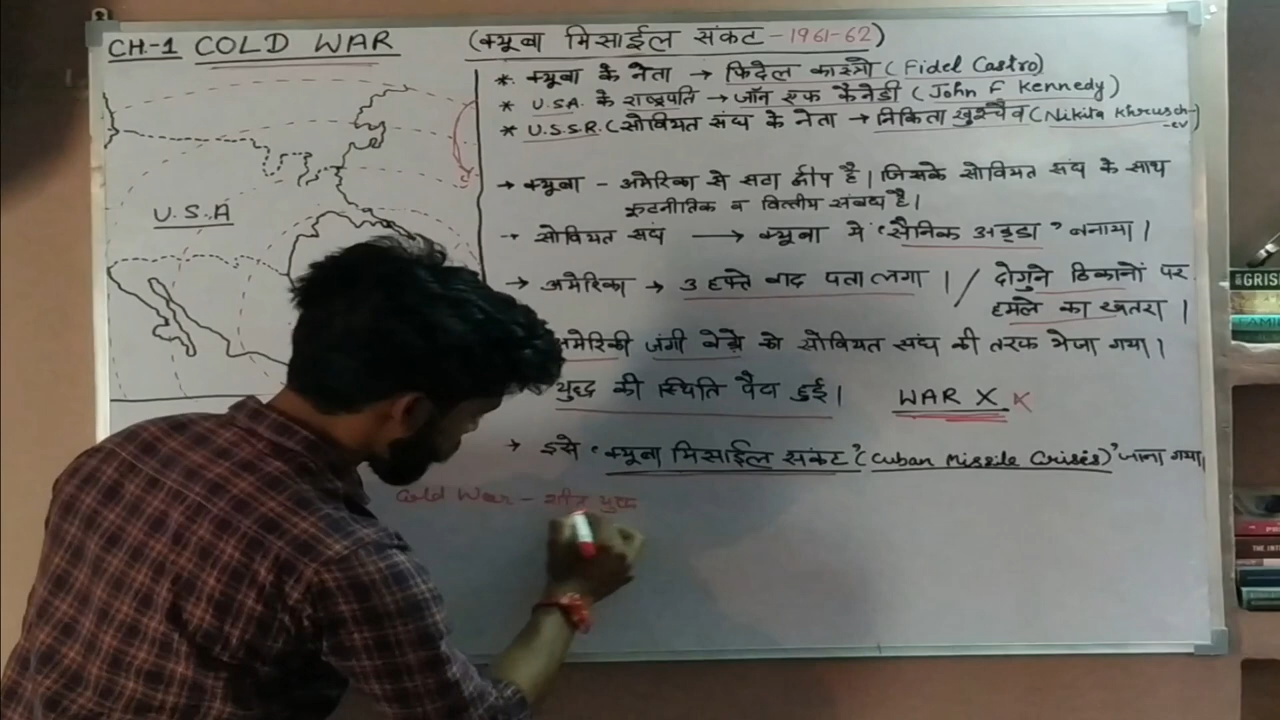 CH-1 COLD WAR (क्यूबा मिसाईल संकट-1961-62)
* क्यूबा के नेता → फिदेल कास्त्रो (Fidel Castro)
* U.S.A. के राष्ट्रपति → जॉन एफ कैनेडी (John F Kennedy)
* U.S.S.R. (सोवियत संघ के नेता → निकिता ख्रुश्चेव (Nikita Khrusch-
-ev)
U.S.A
→ क्यूबा - अमेरिका से सटा द्वीप है। जिसके सोवियत संघ के साथ
कुटनीतिक व वित्तीय संबध है।
→ सोवियत संघ → क्यूबा मे 'सैनिक अड्डा' बनाया।
→ अमेरिका → 3 हफ्ते बाद पता लगा। / दोगुने ठिकानों पर
हमले का खतरा।
अमेरिकी जंगी बेड़े को सोवियत संघ की तरफ भेजा गया।
युद्ध की स्थिति पैदा हुई। WAR X X
→ इसे 'क्यूबा मिसाईल संकट' (Cuban Missile Crisis)' जाना गया।
Cold War - शीत युद्ध
GRIS